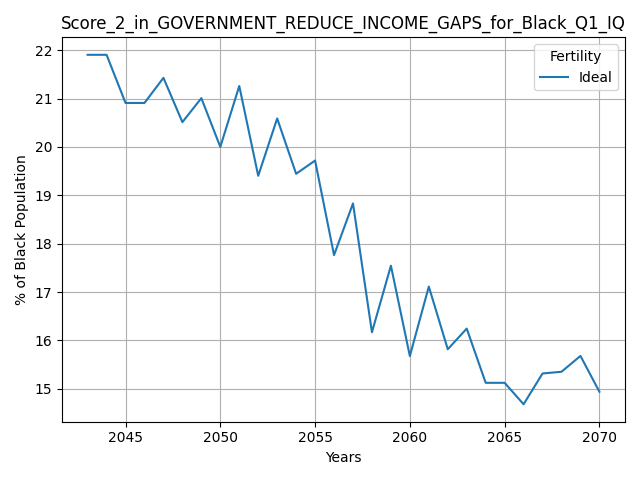 Score_2_in_GOVERNMENT_REDUCE_INCOME_GAPS_for_Black_Q1_IQ
Fertility
Ideal
% of Black Population
22
21
20
19
18
17
16
15
2045 2050 2055 2060 2065 2070
Years